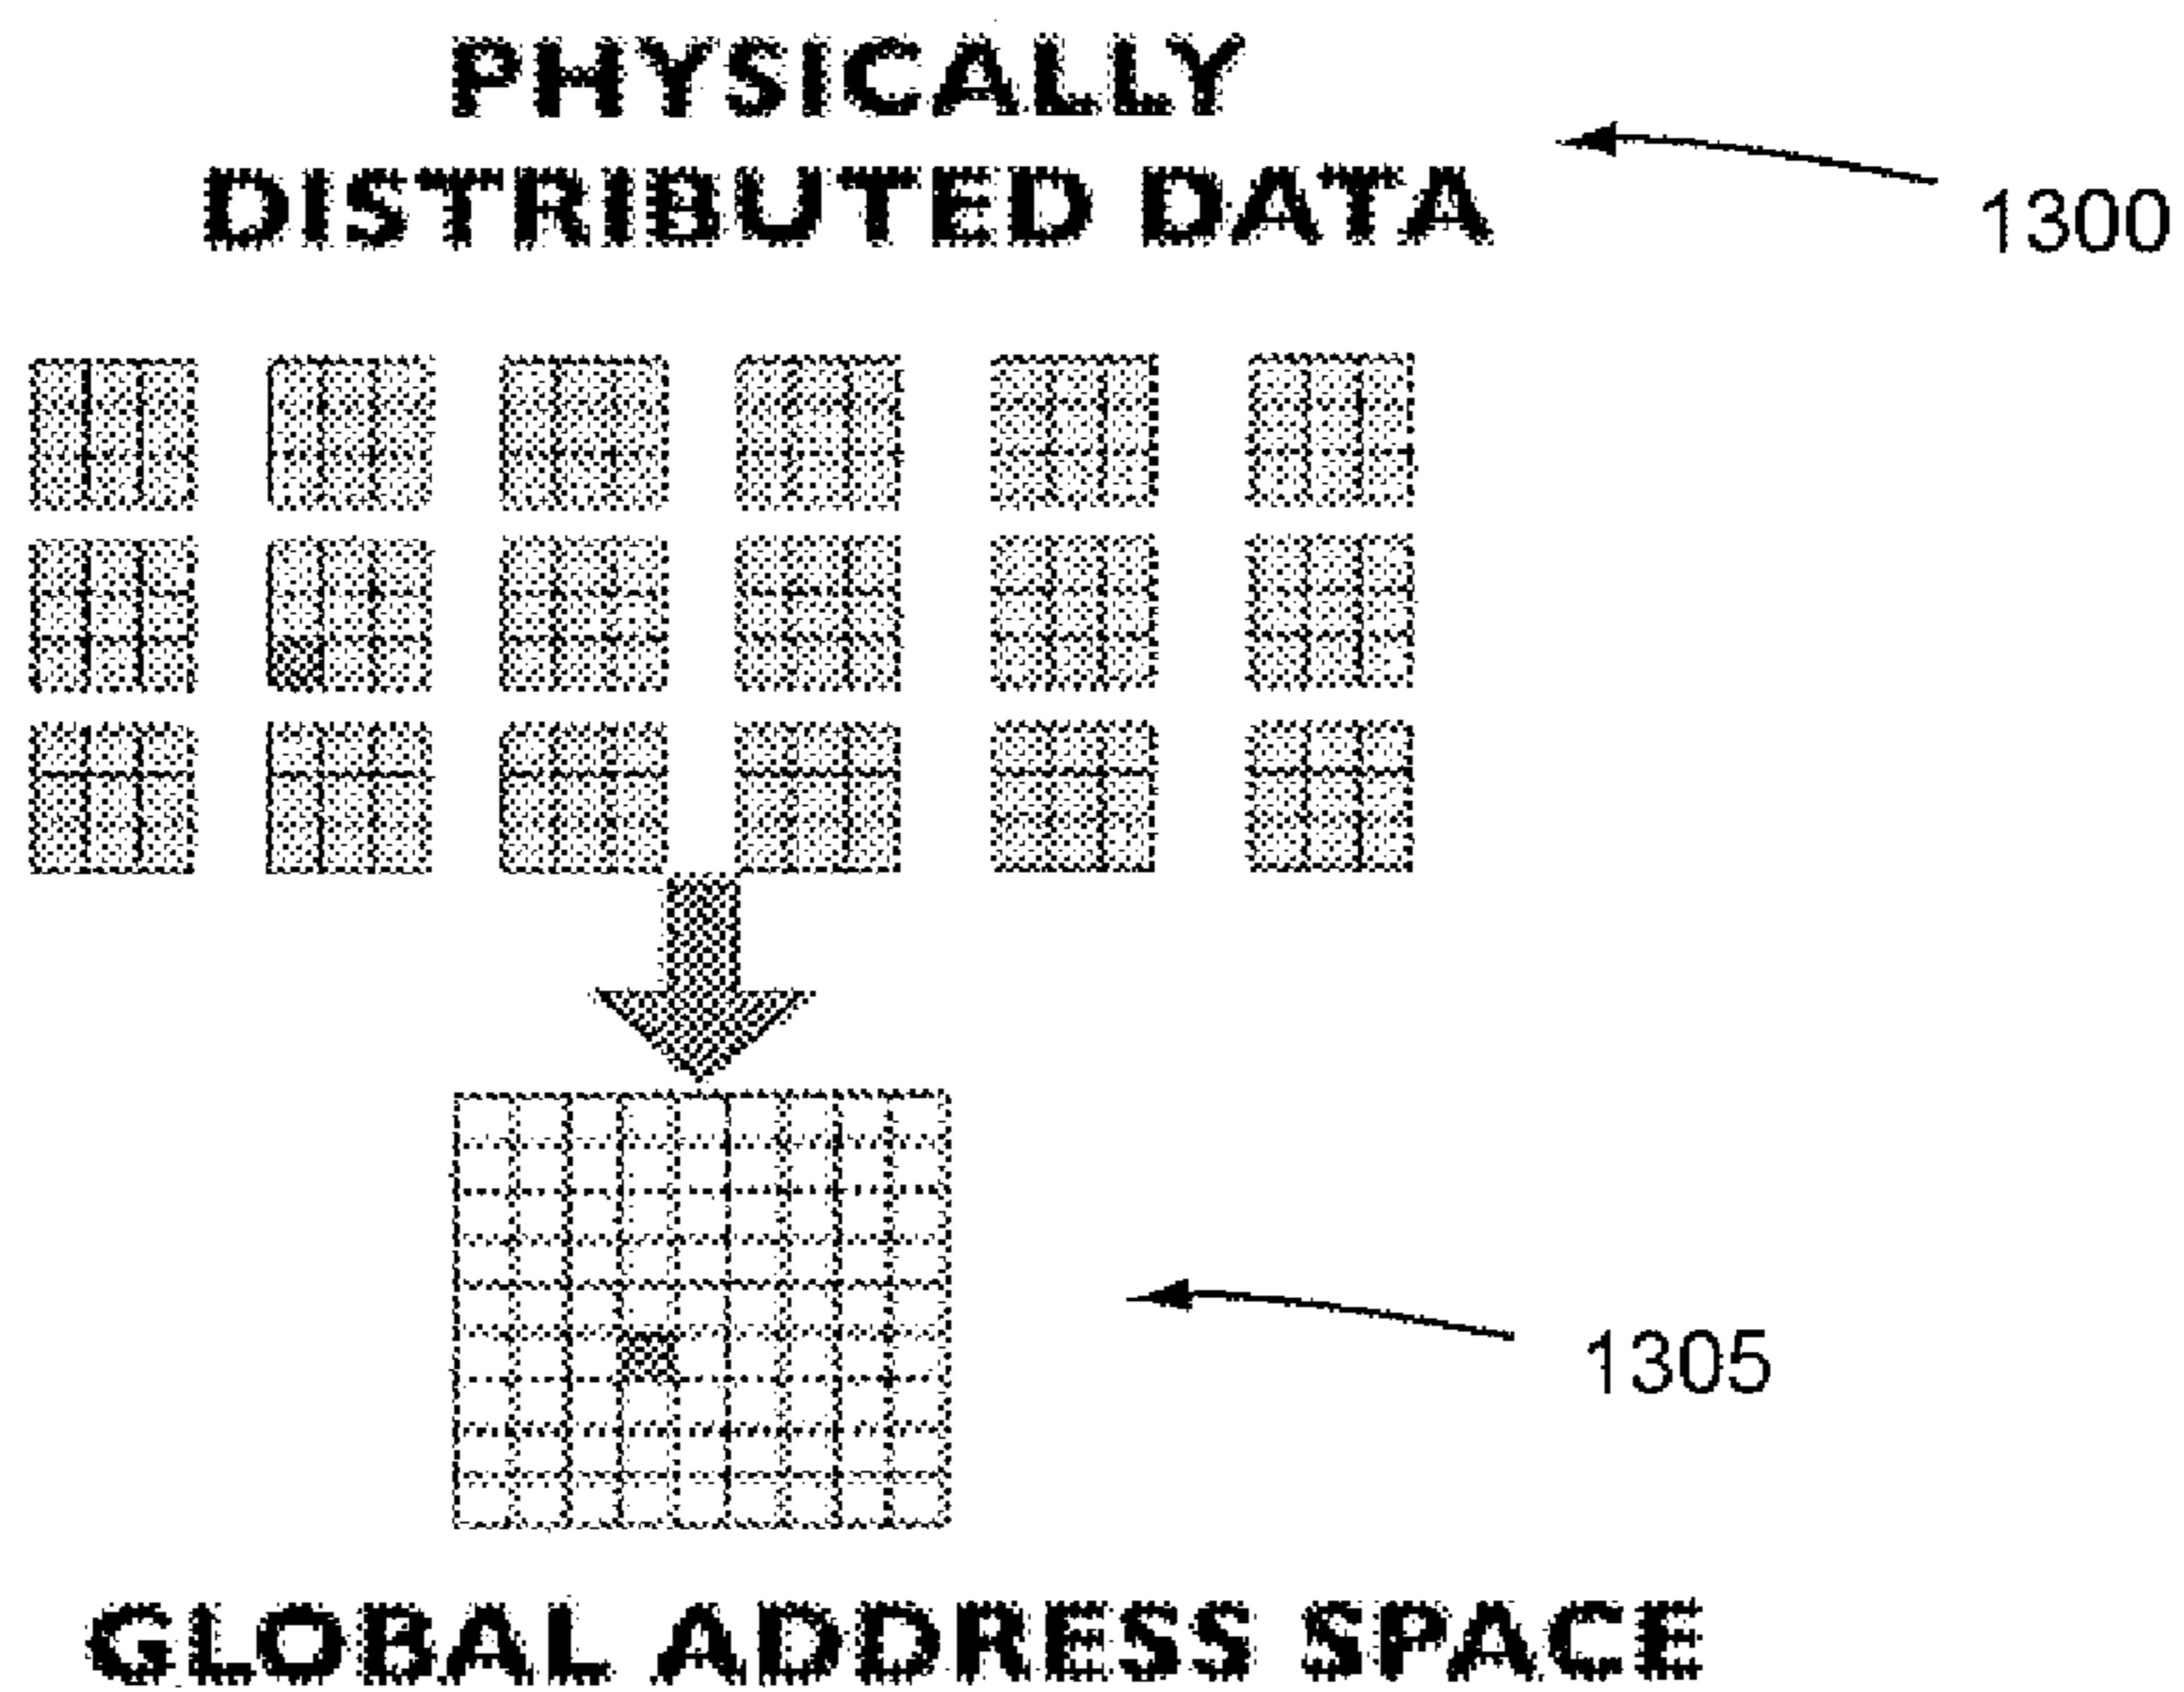 PHYSICALLY
DISTRIBUTED DATA
1300
1305
GLOBAL ADDRESS SPACE